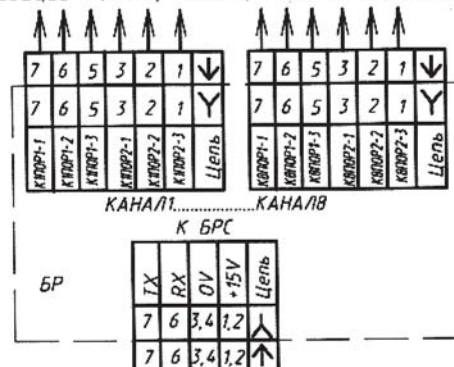 7 6 5 3 2 1
7 6 5 3 2 1
К1ПОР1-1 К1ПОР1-2 К1ПОР1-3 К1ПОР2-1 К1ПОР2-2 К1ПОР2-3 Цепь
7 6 5 3 2 1
7 6 5 3 2 1
К8ПОР1-1 К8ПОР1-2 К8ПОР1-3 К8ПОР2-1 К8ПОР2-2 К8ПОР2-3 Цепь
КАНАЛ1..............КАНАЛ8
К БРС
БР
TX RX 0V +15V Цепь
7 6 3,4 1,2
7 6 3,4 1,2